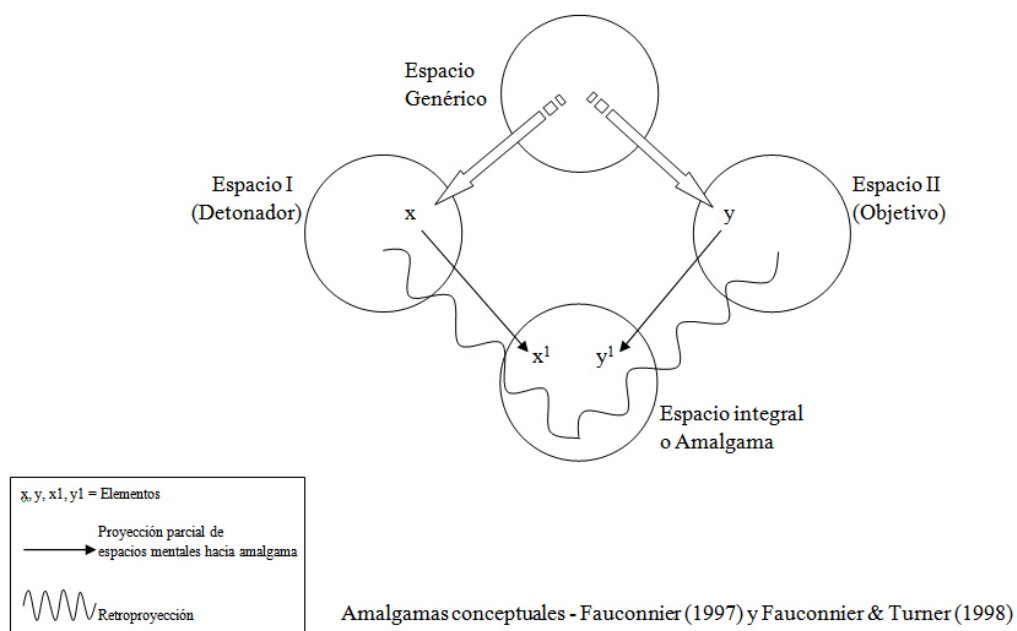 Espacio
Genérico
Espacio I
(Detonador)
x
y
Espacio II
(Objetivo)
x¹
y¹
Espacio integral
o Amalgama
x, y, x1, y1 = Elementos
Proyección parcial de
espacios mentales hacia amalgama
Retroproyección
Amalgamas conceptuales - Fauconnier (1997) y Fauconnier & Turner (1998)